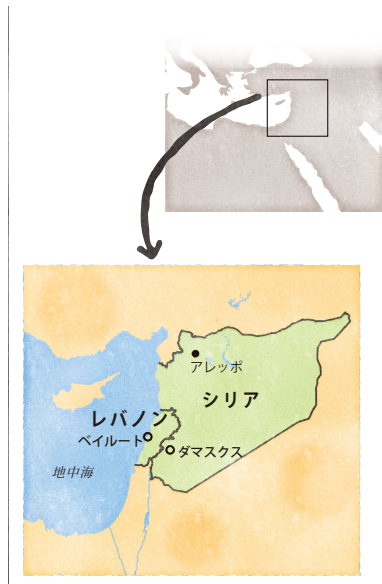 アレッポ
シリア
レバノン
ベイルート
ダマスクス
地中海